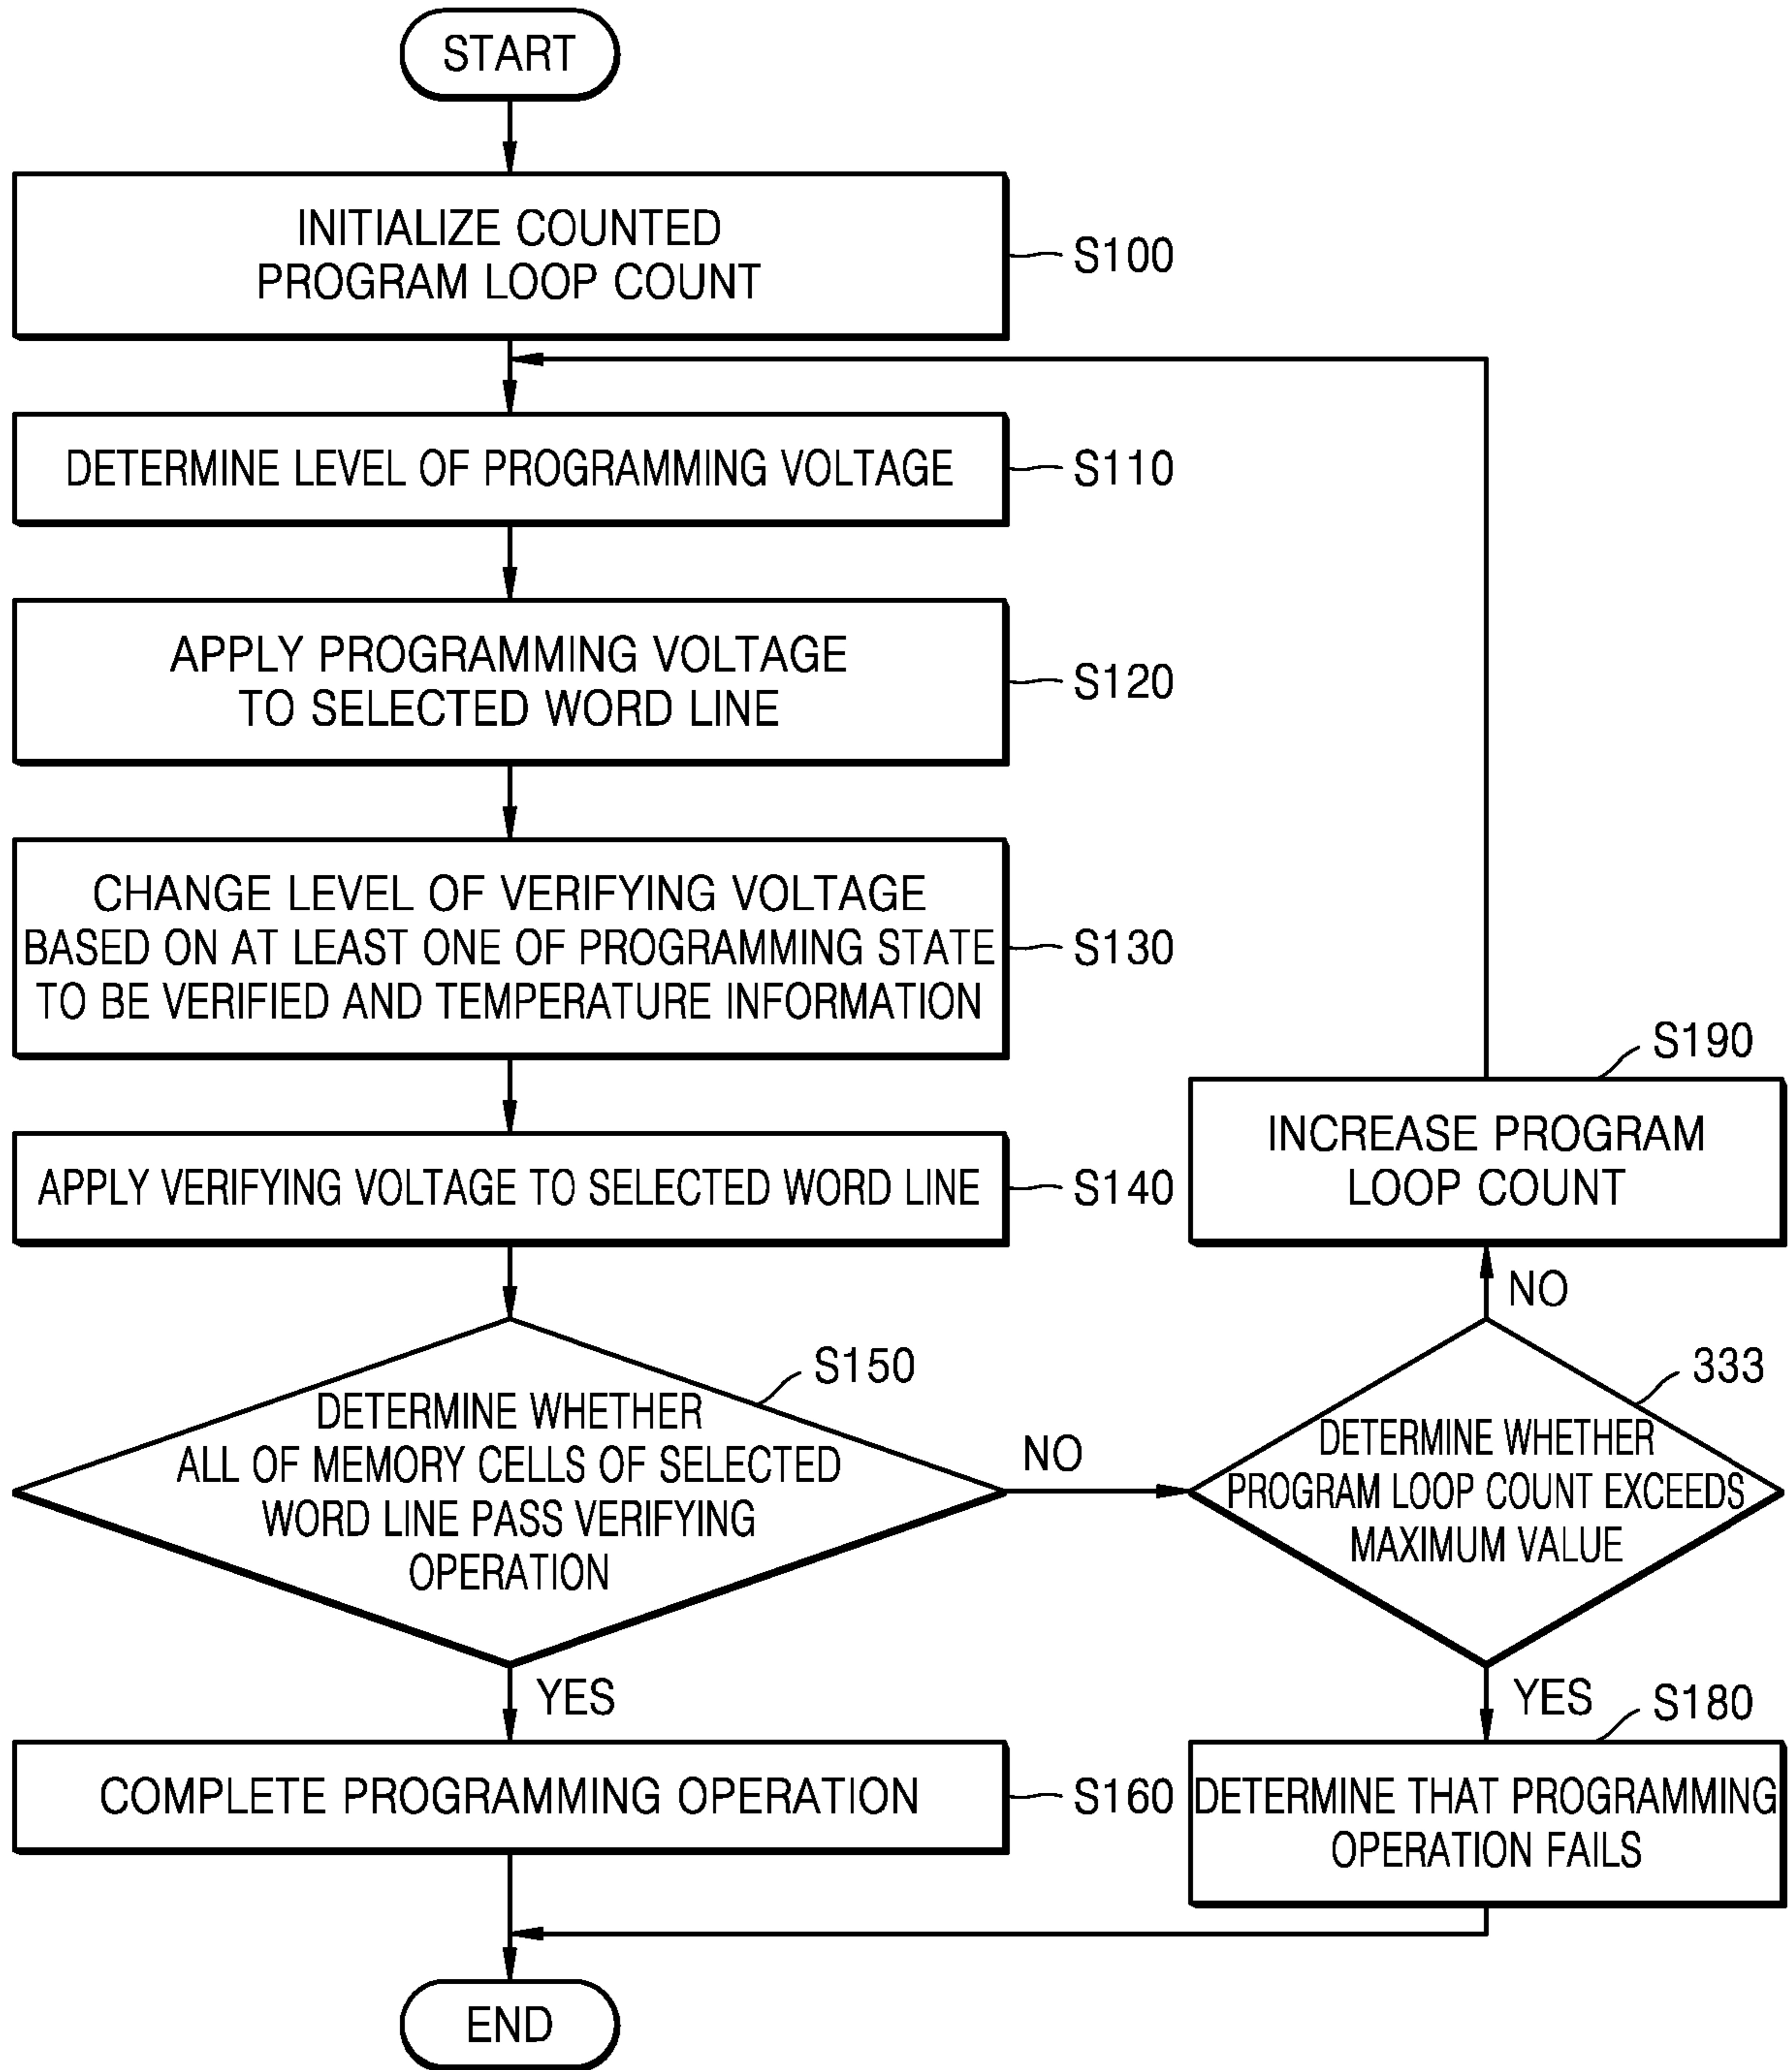 START
INITIALIZE COUNTED
PROGRAM LOOP COUNT
S100
DETERMINE LEVEL OF PROGRAMMING VOLTAGE
S110
APPLY PROGRAMMING VOLTAGE
TO SELECTED WORD LINE
S120
CHANGE LEVEL OF VERIFYING VOLTAGE
BASED ON AT LEAST ONE OF PROGRAMMING STATE
TO BE VERIFIED AND TEMPERATURE INFORMATION
S130
APPLY VERIFYING VOLTAGE TO SELECTED WORD LINE
S140
S190
INCREASE PROGRAM
LOOP COUNT
NO
S150
DETERMINE WHETHER
ALL OF MEMORY CELLS OF SELECTED
WORD LINE PASS VERIFYING
OPERATION
NO
333
DETERMINE WHETHER
PROGRAM LOOP COUNT EXCEEDS
MAXIMUM VALUE
YES
YES
S180
COMPLETE PROGRAMMING OPERATION
S160
DETERMINE THAT PROGRAMMING
OPERATION FAILS
END